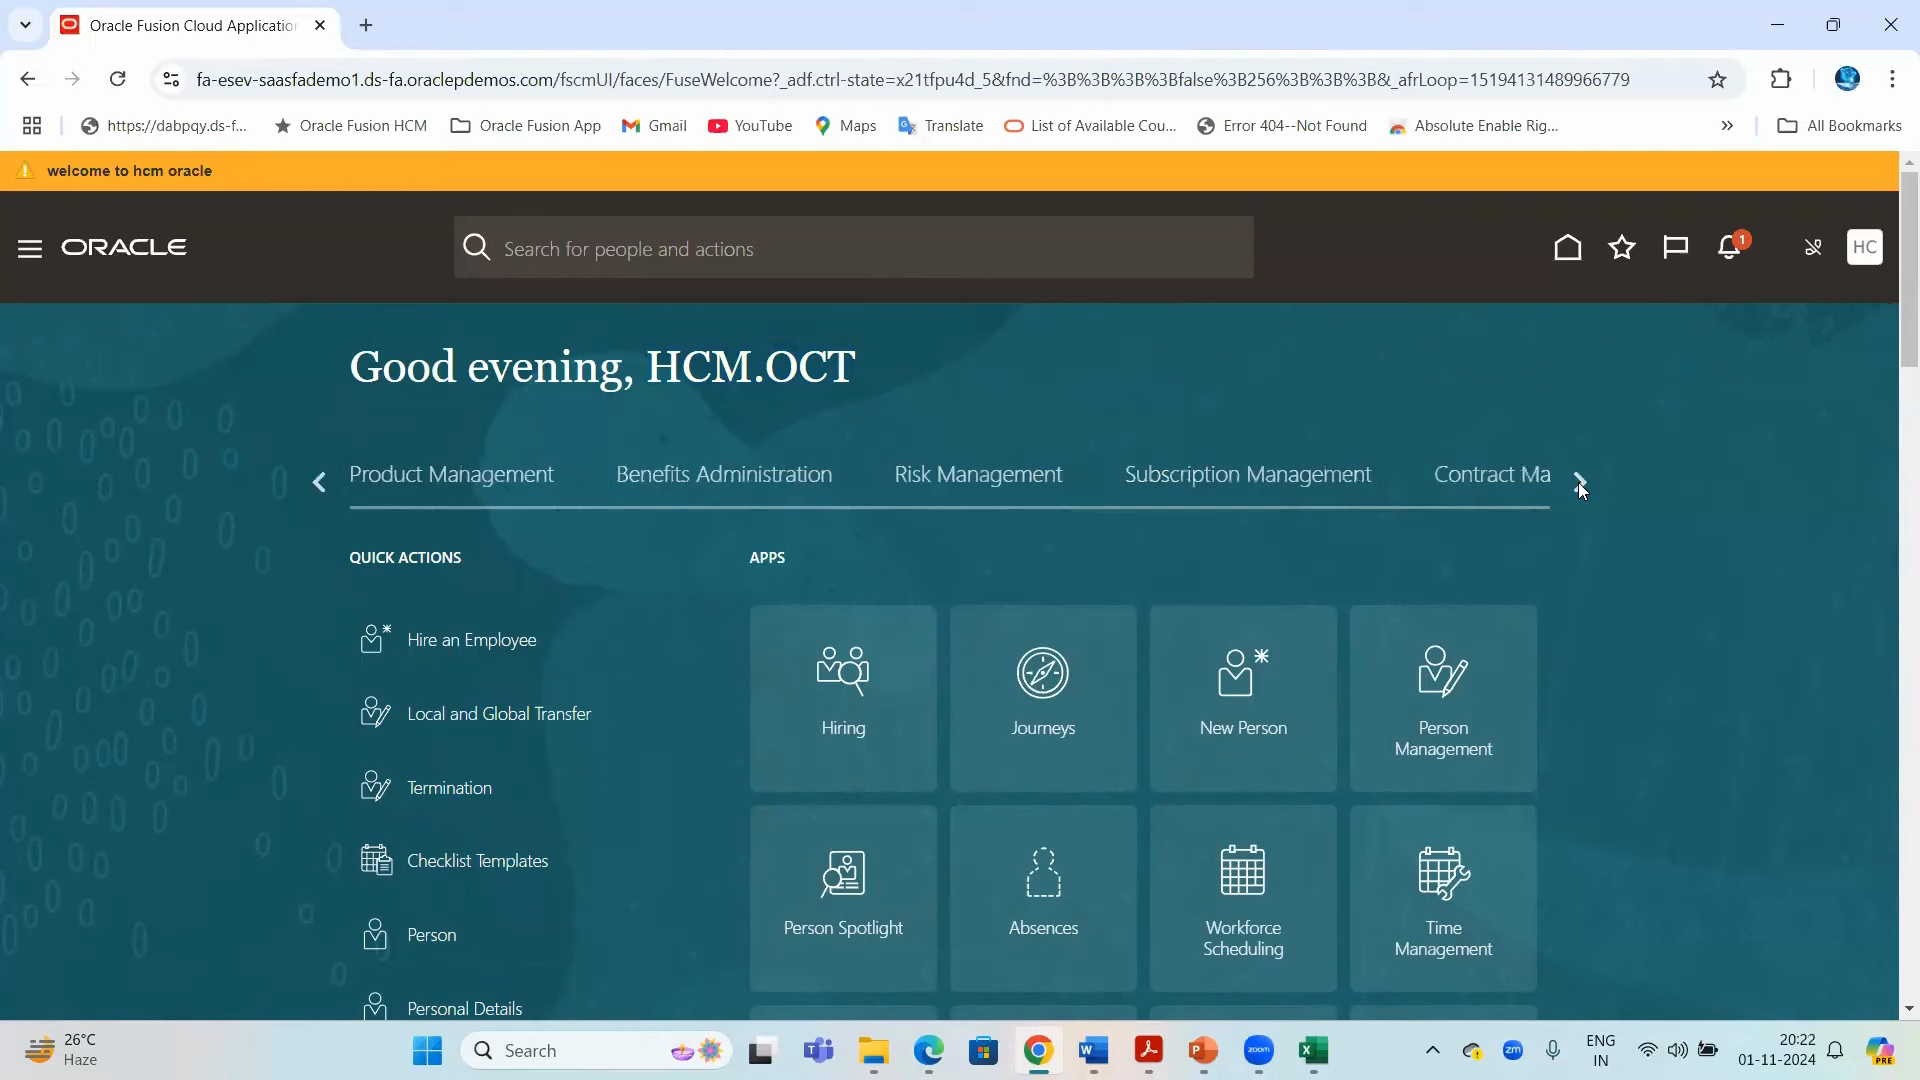 Oracle Fusion Cloud Application
fa-esev-saasfademo1.ds-fa.oraclepdemos.com/fscmUI/faces/FuseWelcome?_adf.ctrl-state=x21tfpu4d_5&fnd=%3B%3B%3B%3Bfalse%3B256%3B%3B%3B&_afrLoop=15194131489966779
https://dabpqy.ds-f... Oracle Fusion HCM Oracle Fusion App Gmail YouTube Maps Translate List of Available Cou... Error 404--Not Found Absolute Enable Rig... » All Bookmarks
welcome to hcm oracle
ORACLE Search for people and actions 1 HC
Good evening, HCM.OCT
Product Management Benefits Administration Risk Management Subscription Management Contract Ma
QUICK ACTIONS
Hire an Employee
Local and Global Transfer
Termination
Checklist Templates
Person
Personal Details
APPS
Hiring
Journeys
New Person
Person
Management
Person Spotlight
Absences
Workforce
Scheduling
Time
Management
26°C
Haze
Search
zoom
zm
ENG
IN
20:22
01-11-2024
PRE